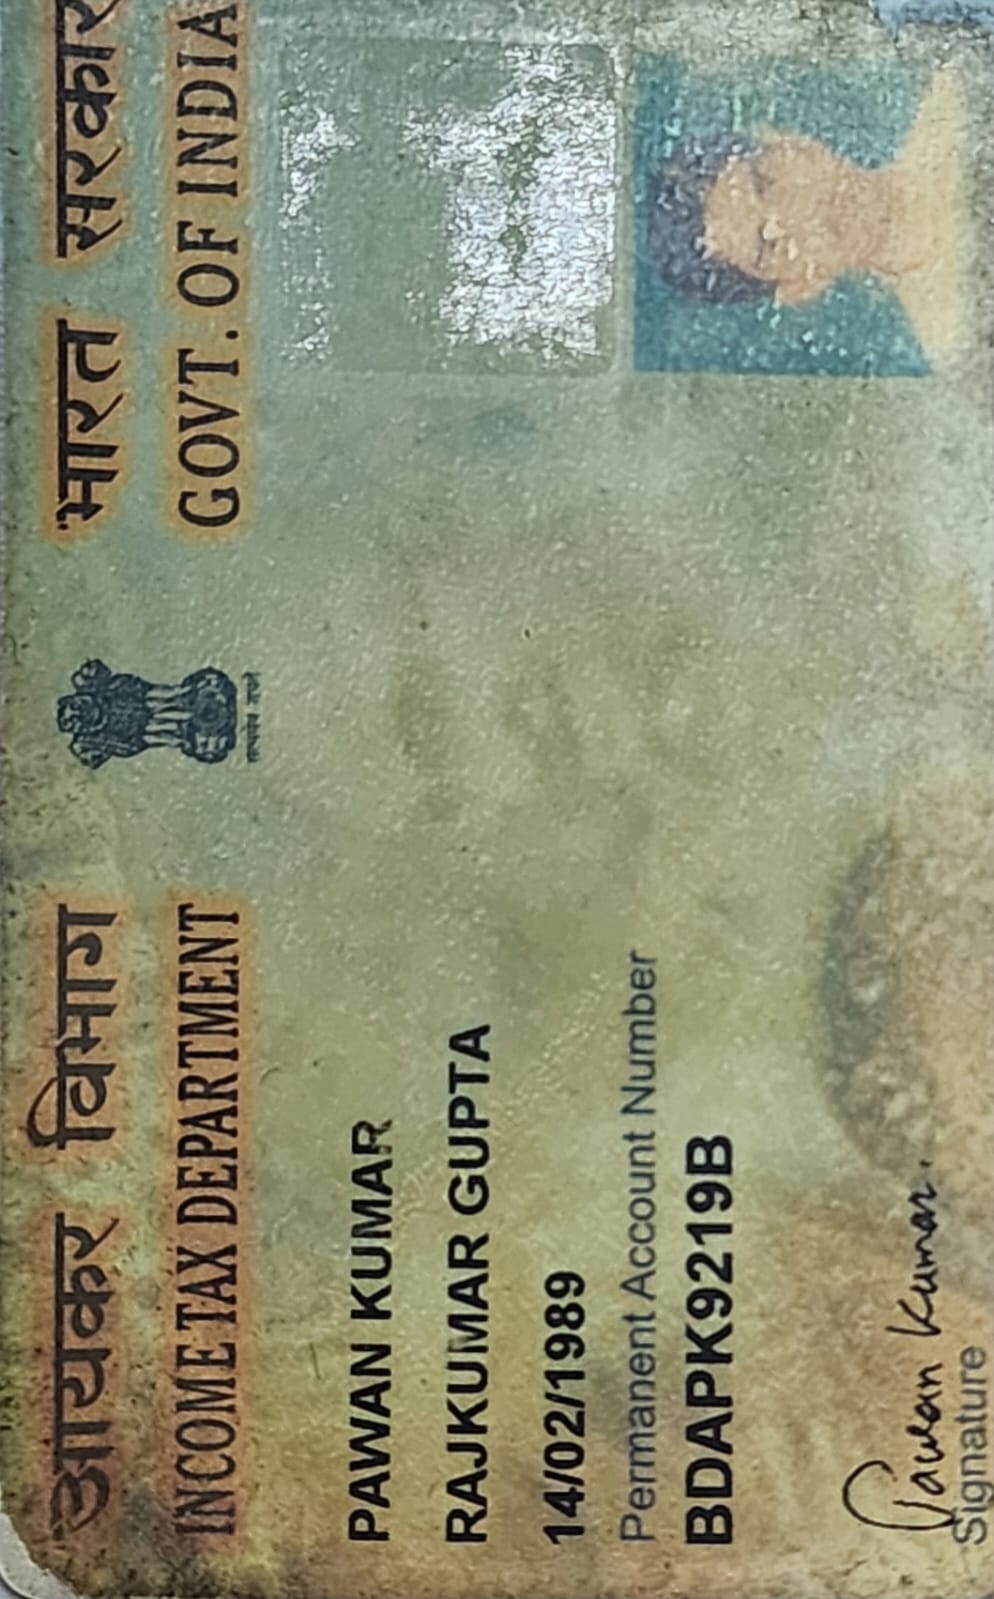 आयकर विभाग भारत सरकार
INCOME TAX DEPARTMENT GOVT. OF INDIA
सत्यमेव जयते
PAWAN KUMAR
RAJKUMAR GUPTA
14/02/1989
Permanent Account Number
BDAPK9219B
Pawan Kumar.
Signature